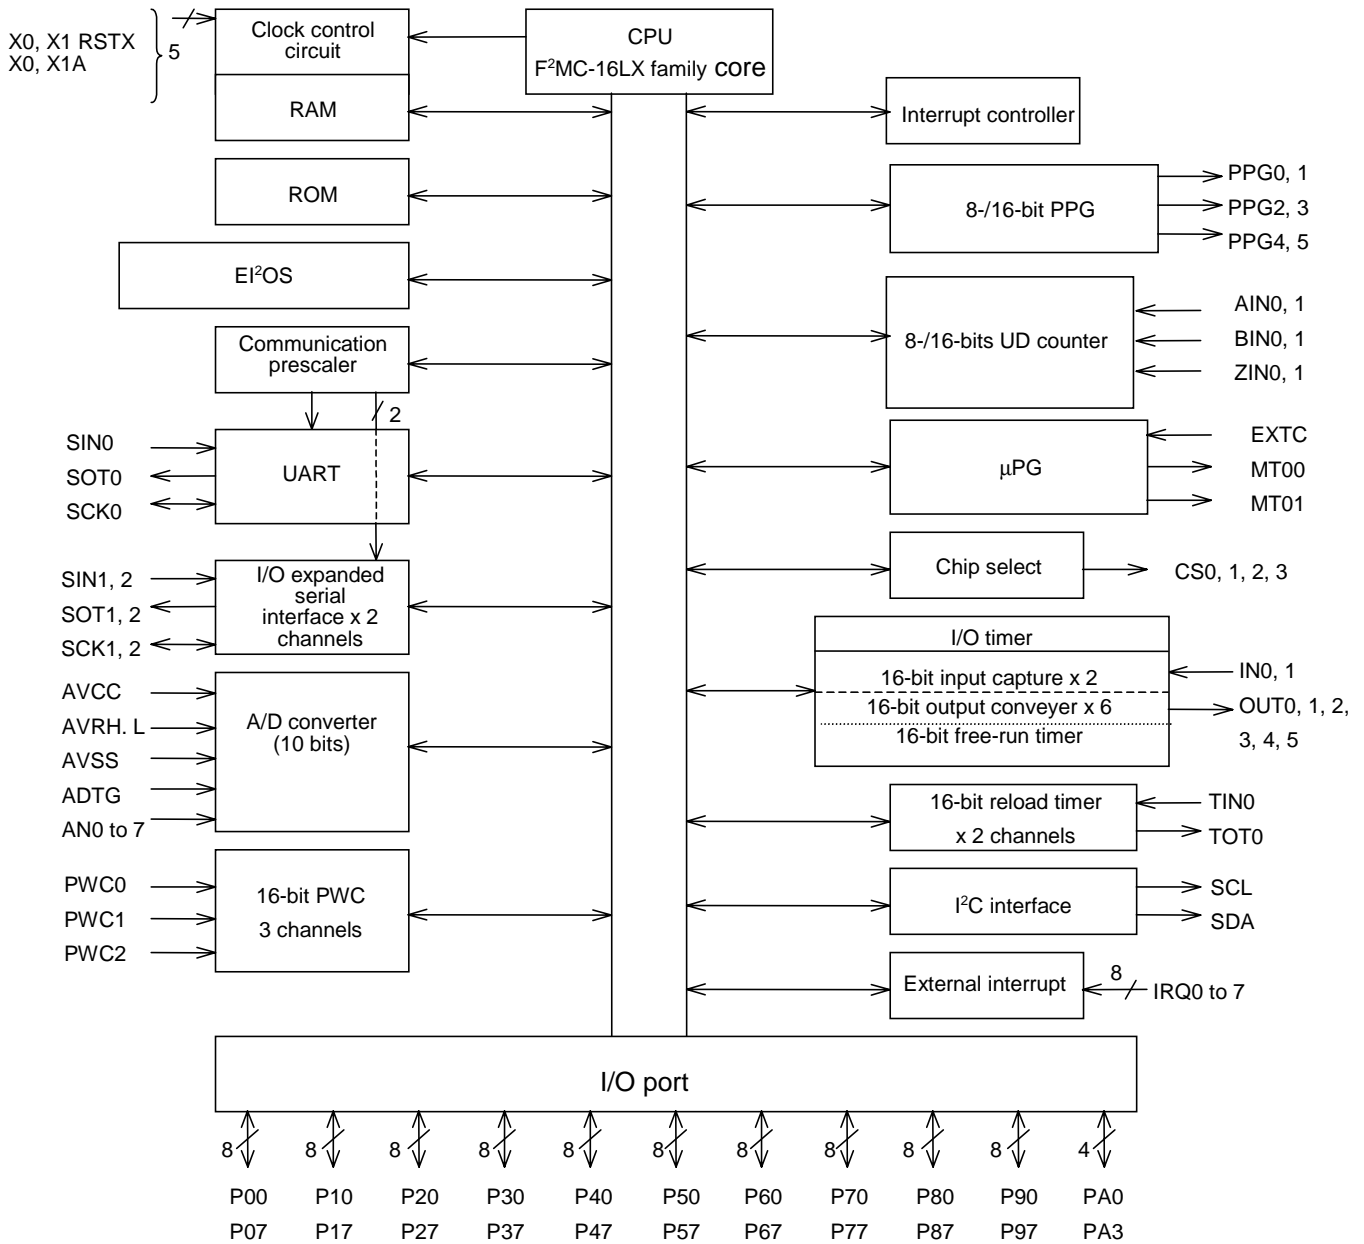 X0, X1 RSTX
X0, X1A
5
Clock control
circuit
RAM
ROM
EI²OS
Communication
prescaler
2
SIN0
SOT0
SCK0
UART
SIN1, 2
SOT1, 2
SCK1, 2
I/O expanded
serial
interface x 2
channels
AVCC
AVRH. L
AVSS
ADTG
AN0 to 7
A/D converter
(10 bits)
PWC0
PWC1
PWC2
16-bit PWC
3 channels
CPU
F²MC-16LX family core
Interrupt controller
8-/16-bit PPG
PPG0, 1
PPG2, 3
PPG4, 5
8-/16-bits UD counter
AIN0, 1
BIN0, 1
ZIN0, 1
µPG
EXTC
MT00
MT01
Chip select
CS0, 1, 2, 3
I/O timer
16-bit input capture x 2
16-bit output conveyer x 6
16-bit free-run timer
IN0, 1
OUT0, 1, 2,
3, 4, 5
16-bit reload timer
x 2 channels
TIN0
TOT0
I²C interface
SCL
SDA
External interrupt
8
IRQ0 to 7
I/O port
8 8 8 8 8 8 8 8 8 8 4
P00 P10 P20 P30 P40 P50 P60 P70 P80 P90 PA0
P07 P17 P27 P37 P47 P57 P67 P77 P87 P97 PA3